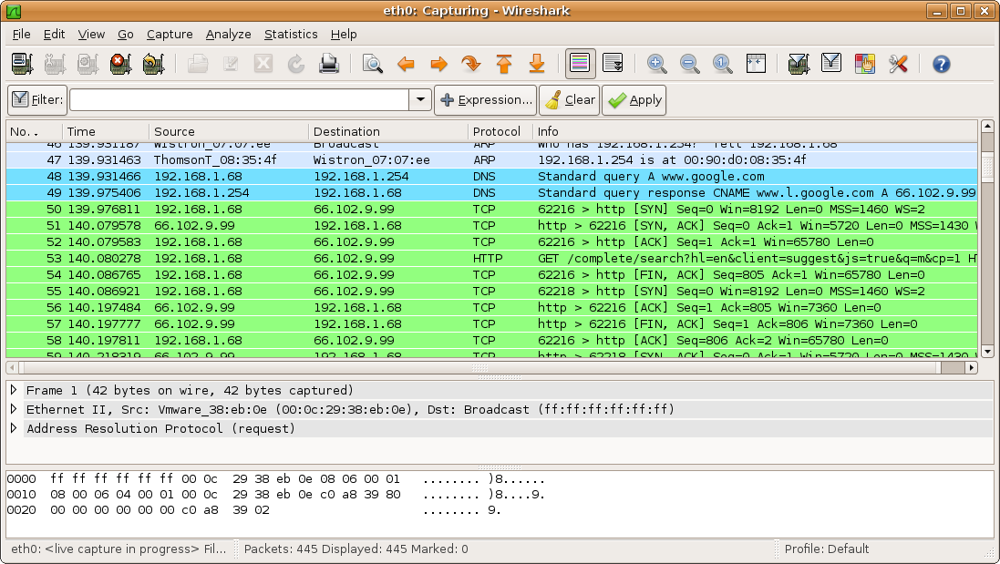 eth0: Capturing - Wireshark
File Edit View Go Capture Analyze Statistics Help
Filter: Expression... Clear Apply
No. . Time Source Destination Protocol Info
46 139.931187 Wistron_07:07:ee Broadcast ARP Who has 192.168.1.254? Tell 192.168.1.68
47 139.931463 ThomsonT_08:35:4f Wistron_07:07:ee ARP 192.168.1.254 is at 00:90:d0:08:35:4f
48 139.931466 192.168.1.68 192.168.1.254 DNS Standard query A www.google.com
49 139.975406 192.168.1.254 192.168.1.68 DNS Standard query response CNAME www.l.google.com A 66.102.9.99
50 139.976811 192.168.1.68 66.102.9.99 TCP 62216 > http [SYN] Seq=0 Win=8192 Len=0 MSS=1460 WS=2
51 140.079578 66.102.9.99 192.168.1.68 TCP http > 62216 [SYN, ACK] Seq=0 Ack=1 Win=5720 Len=0 MSS=1430
52 140.079583 192.168.1.68 66.102.9.99 TCP 62216 > http [ACK] Seq=1 Ack=1 Win=65780 Len=0
53 140.080278 192.168.1.68 66.102.9.99 HTTP GET /complete/search?hl=en&client=suggest&js=true&q=m&cp=1
54 140.086765 192.168.1.68 66.102.9.99 TCP 62216 > http [FIN, ACK] Seq=805 Ack=1 Win=65780 Len=0
55 140.086921 192.168.1.68 66.102.9.99 TCP 62218 > http [SYN] Seq=0 Win=8192 Len=0 MSS=1460 WS=2
56 140.197484 66.102.9.99 192.168.1.68 TCP http > 62216 [ACK] Seq=1 Ack=805 Win=7360 Len=0
57 140.197777 66.102.9.99 192.168.1.68 TCP http > 62216 [FIN, ACK] Seq=1 Ack=806 Win=7360 Len=0
58 140.197811 192.168.1.68 66.102.9.99 TCP 62216 > http [ACK] Seq=806 Ack=2 Win=65780 Len=0
59 140.218319 66.102.9.99 192.168.1.68 TCP http > 62218 [SYN, ACK] Seq=0 Ack=1 Win=5720 Len=0 MSS=1430
Frame 1 (42 bytes on wire, 42 bytes captured)
Ethernet II, Src: Vmware_38:eb:0e (00:0c:29:38:eb:0e), Dst: Broadcast (ff:ff:ff:ff:ff:ff)
Address Resolution Protocol (request)
0000 ff ff ff ff ff ff 00 0c 29 38 eb 0e 08 06 00 01 ........ )8......
0010 08 00 06 04 00 01 00 0c 29 38 eb 0e c0 a8 39 80 ........ )8....9.
0020 00 00 00 00 00 00 c0 a8 39 02 ........ 9.
eth0: <live capture in progress> Fil... Packets: 445 Displayed: 445 Marked: 0 Profile: Default